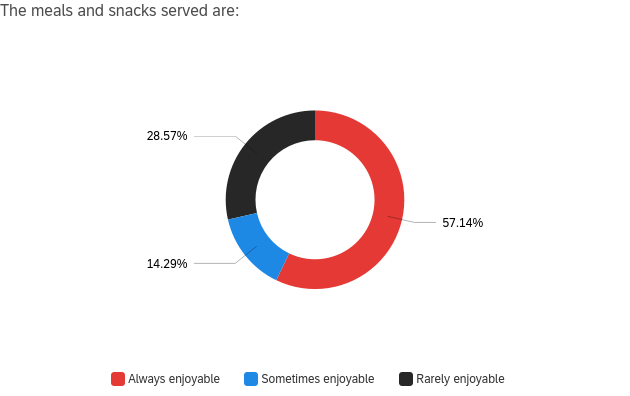 The meals and snacks served are:
28.57%
57.14%
14.29%
Always enjoyable
Sometimes enjoyable
Rarely enjoyable